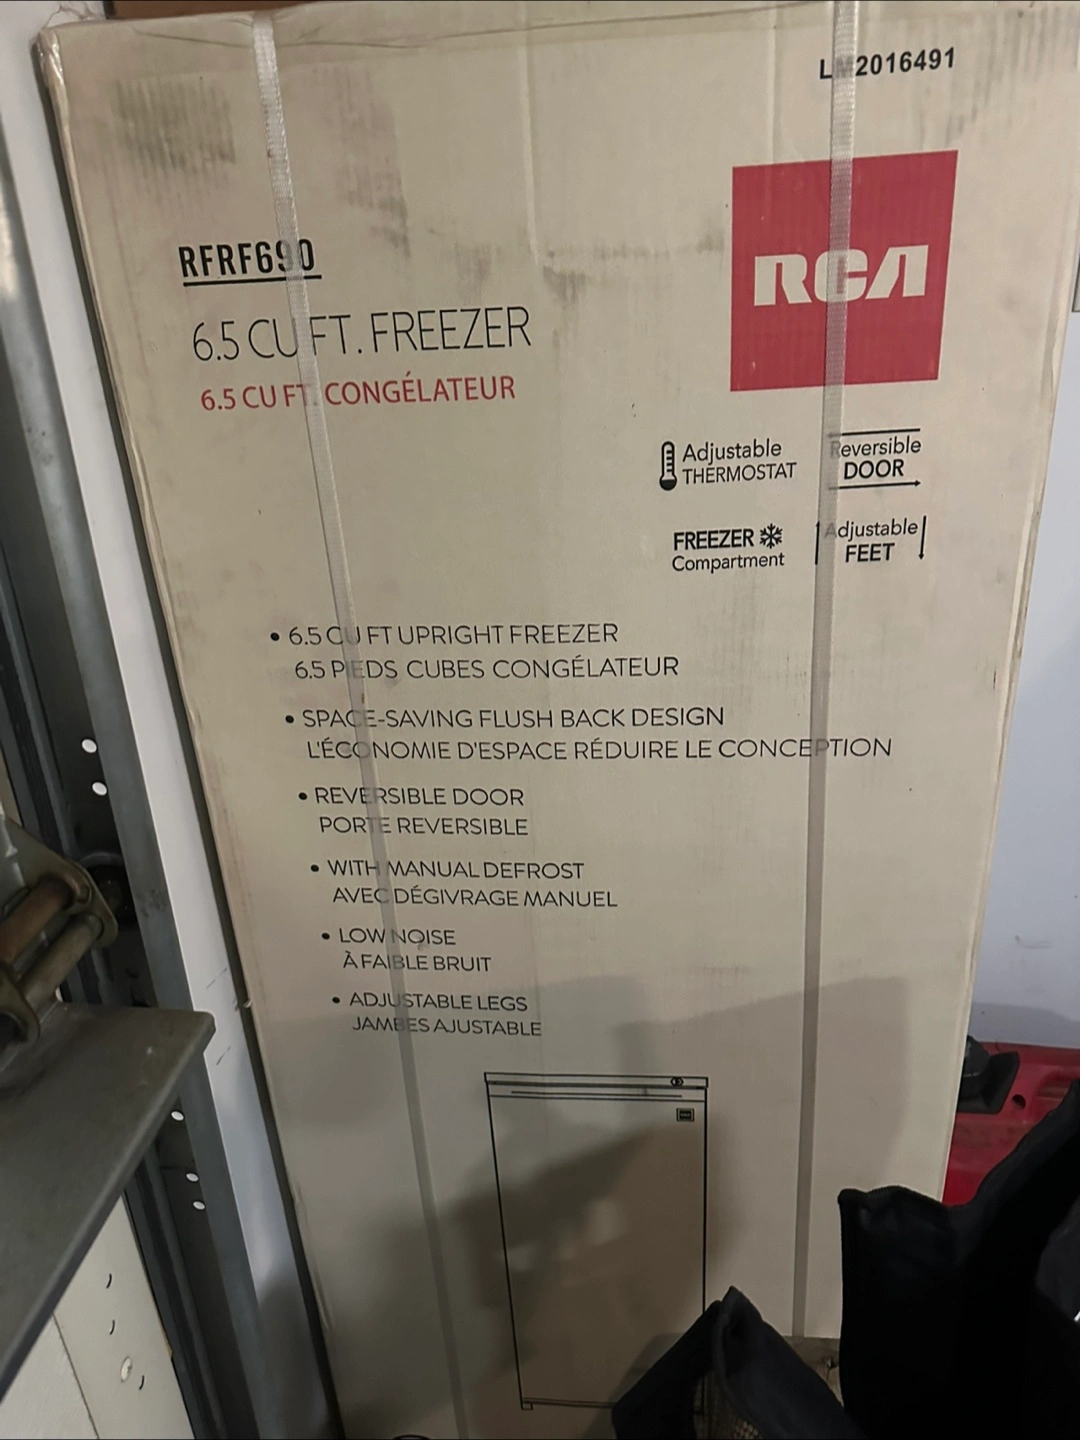 LM2016491
RCA
RFRF690
6.5 CU FT. FREEZER
6.5 CU FT. CONGÉLATEUR
Adjustable
THERMOSTAT
Reversible
DOOR
FREEZER
Compartment
Adjustable
FEET
• 6.5 CU FT UPRIGHT FREEZER
6.5 PIEDS CUBES CONGÉLATEUR
• SPACE-SAVING FLUSH BACK DESIGN
L'ÉCONOMIE D'ESPACE RÉDUIRE LE CONCEPTION
• REVERSIBLE DOOR
PORTE REVERSIBLE
• WITH MANUAL DEFROST
AVEC DÉGIVRAGE MANUEL
• LOW NOISE
À FAIBLE BRUIT
• ADJUSTABLE LEGS
JAMBES AJUSTABLE